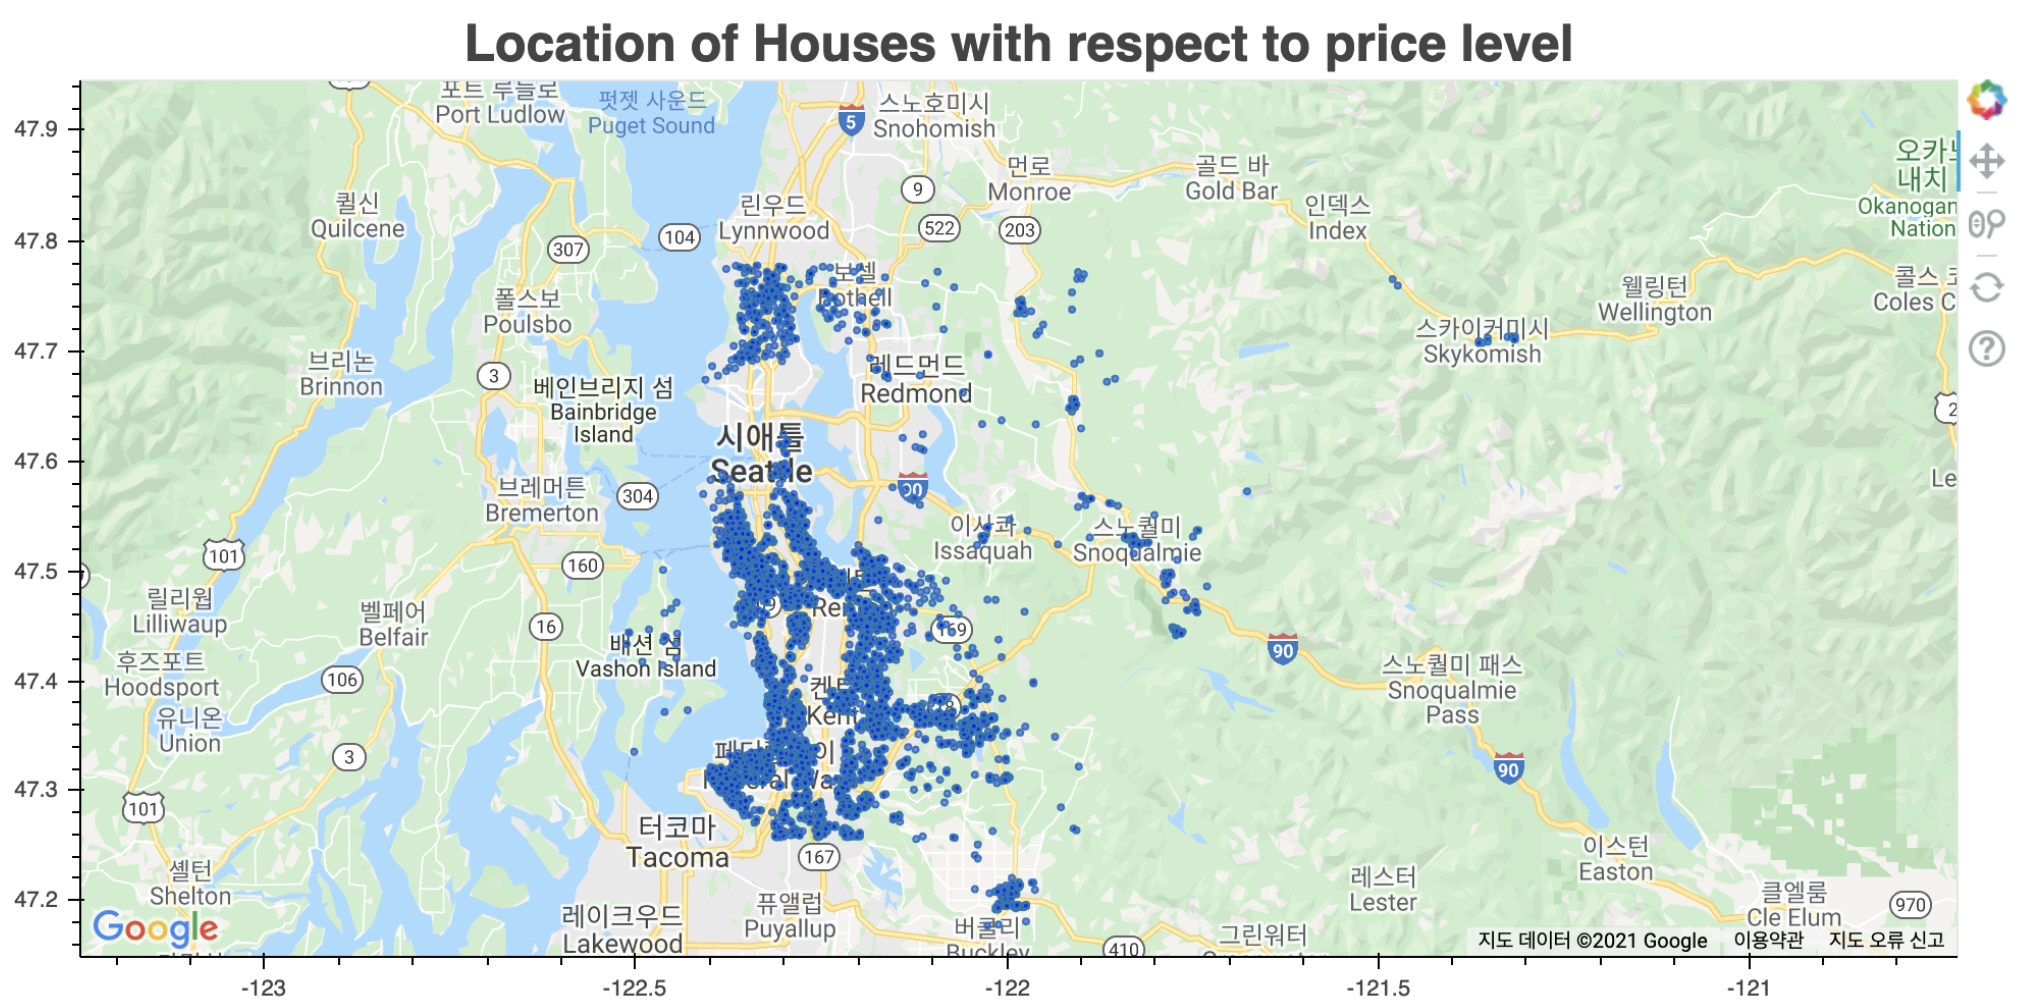 Location of Houses with respect to price level
포트 루들로
Port Ludlow
퍼젯 사운드
Puget Sound
5
스노호미시
Snohomish
47.9
먼로
Monroe
골드 바
Gold Bar
오카노
내치
Okanogan
Nation
9
퀼신
Quilcene
린우드
Lynnwood
인덱스
Index
522
203
104
307
47.8
보셀
Bothell
폴스보
Poulsbo
웰링턴
Wellington
콜스 코
Coles C
스카이커미시
Skykomish
47.7
브리논
Brinnon
3
레드먼드
Redmond
베인브리지 섬
Bainbridge
Island
2
시애틀
Seattle
47.6
Le
90
브레머튼
Bremerton
304
이사콰
Issaquah
스노퀄미
Snoqualmie
101
160
47.5
릴리웝
Lilliwaup
벨페어
Belfair
16
169
배션 섬
Vashon Island
90
후즈포트
Hoodsport
106
스노퀄미 패스
Snoqualmie
Pass
47.4
켄트
Kent
유니온
Union
3
90
47.3
101
터코마
Tacoma
167
이스턴
Easton
셸턴
Shelton
레스터
Lester
클엘룸
Cle Elum
970
47.2
레이크우드
Lakewood
퓨앨럽
Puyallup
버클리
Buckley
410
그린워터
Google
지도 데이터 ©2021 Google
이용약관
지도 오류 신고
-123
-122.5
-122
-121.5
-121